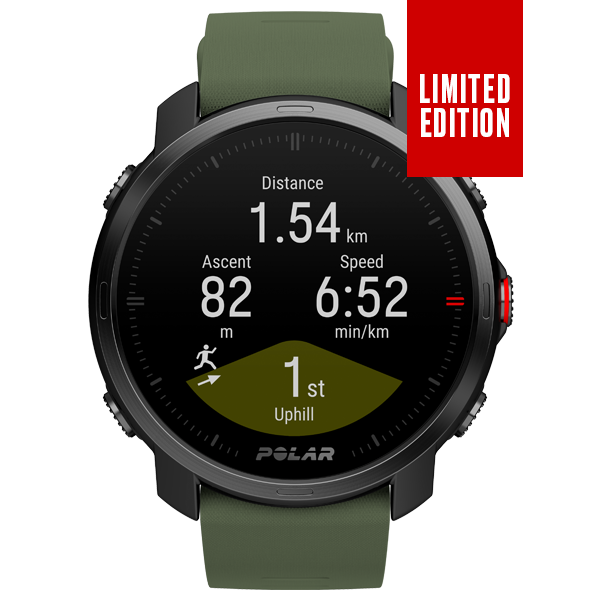 LIMITED
EDITION
Distance
1.54 km
Ascent
82
m
Speed
6:52
min/km
1st
Uphill
POLAR